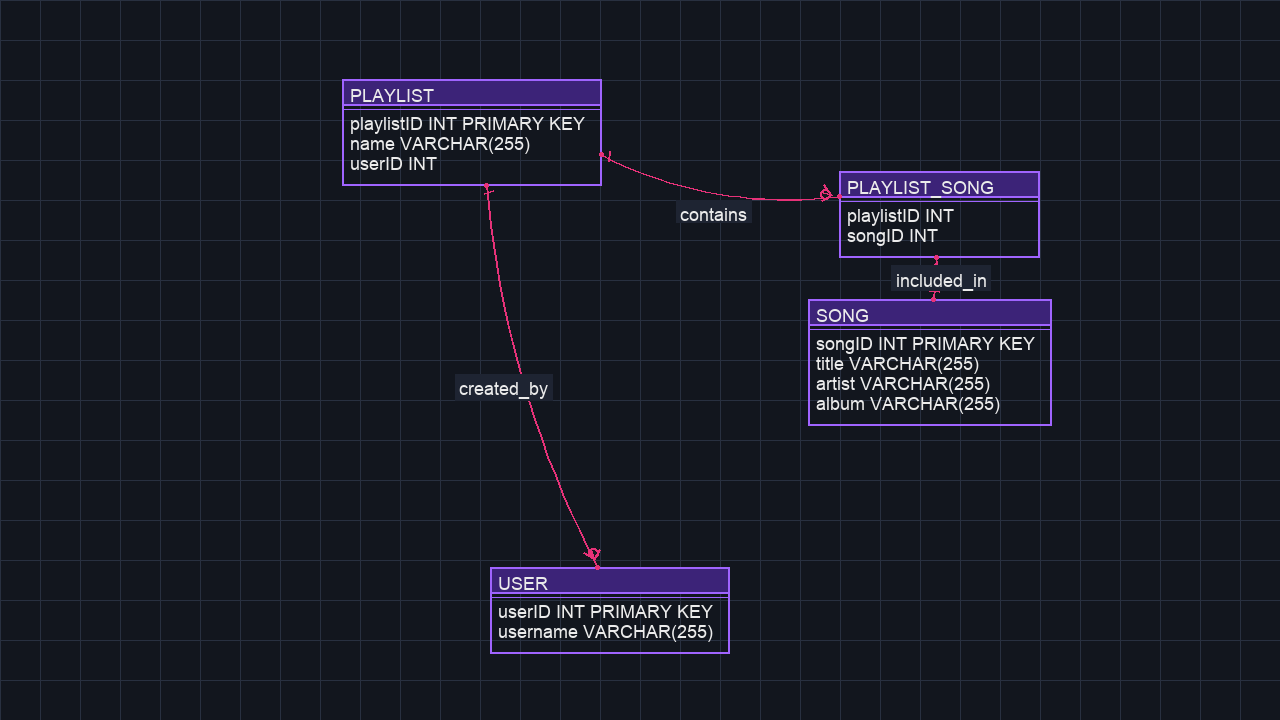 PLAYLIST
playlistID INT PRIMARY KEY
name VARCHAR(255)
userID INT
contains
PLAYLIST_SONG
playlistID INT
songID INT
included_in
SONG
songID INT PRIMARY KEY
title VARCHAR(255)
artist VARCHAR(255)
album VARCHAR(255)
created_by
USER
userID INT PRIMARY KEY
username VARCHAR(255)